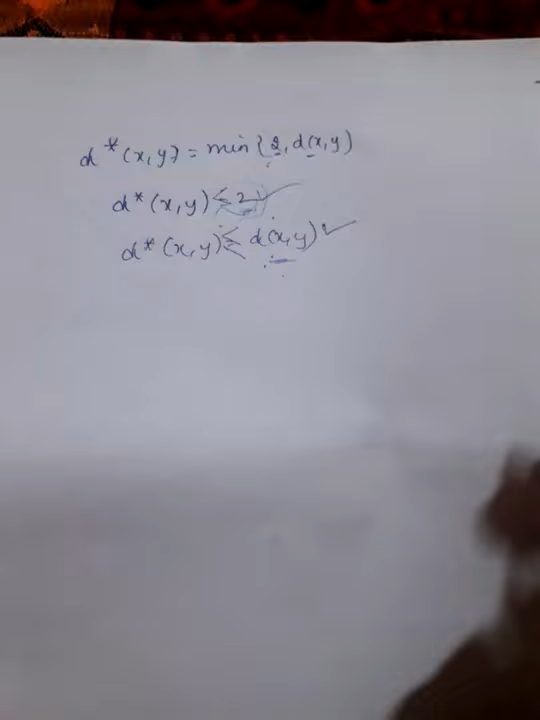 d*(x,y) = min {2, d(x,y)
d*(x,y) ≤ 2 ✓
d*(x,y) ≤ d(x,y) ✓